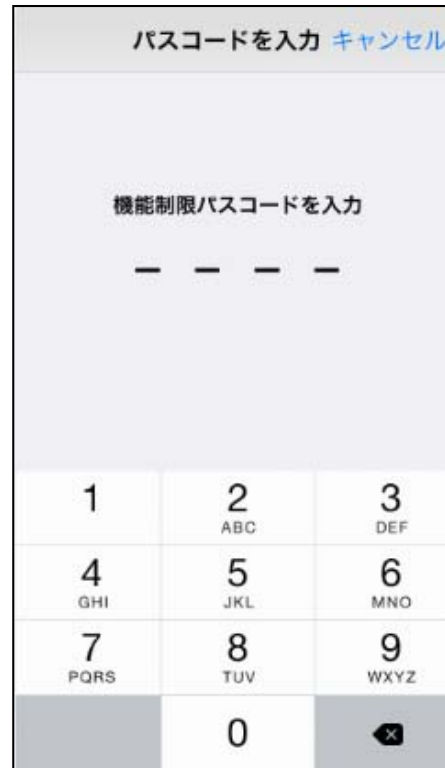 パスコードを入力 キャンセル
機能制限パスコードを入力
1 2 3
ABC DEF
4 5 6
GHI JKL MNO
7 8 9
PQRS TUV WXYZ
0